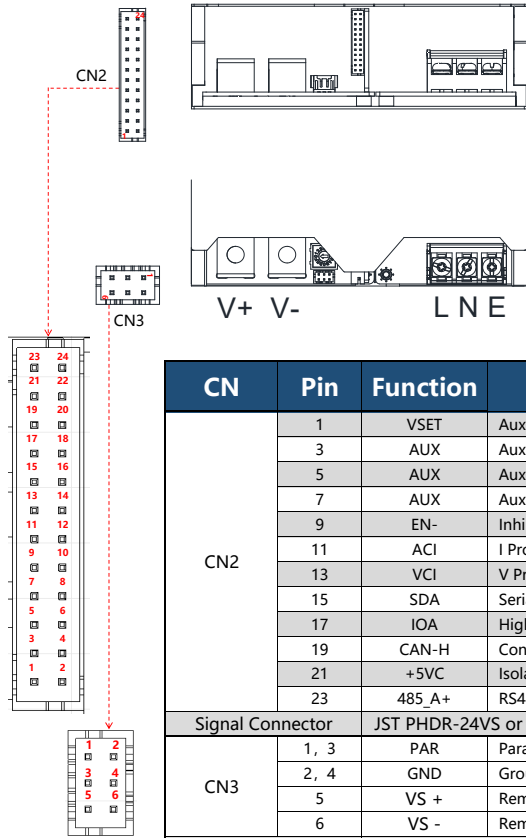 24
CN2
1
1
6
CN3
V+ V-
L N E
23 24
21 22
19 20
17 18
15 16
13 14
11 12
9 10
7 8
5 6
3 4
1 2
1 2
3 4
5 6
CN Pin Function
CN2
1 VSET Aux
3 AUX Aux
5 AUX Aux
7 AUX Aux
9 EN- Inhi
11 ACI I Pro
13 VCI V Pr
15 SDA Seri
17 IOA High
19 CAN-H Con
21 +5VC Isola
23 485_A+ RS4
Signal Connector JST PHDR-24VS or
CN3
1, 3 PAR Para
2, 4 GND Gro
5 VS + Rem
6 VS - Rem